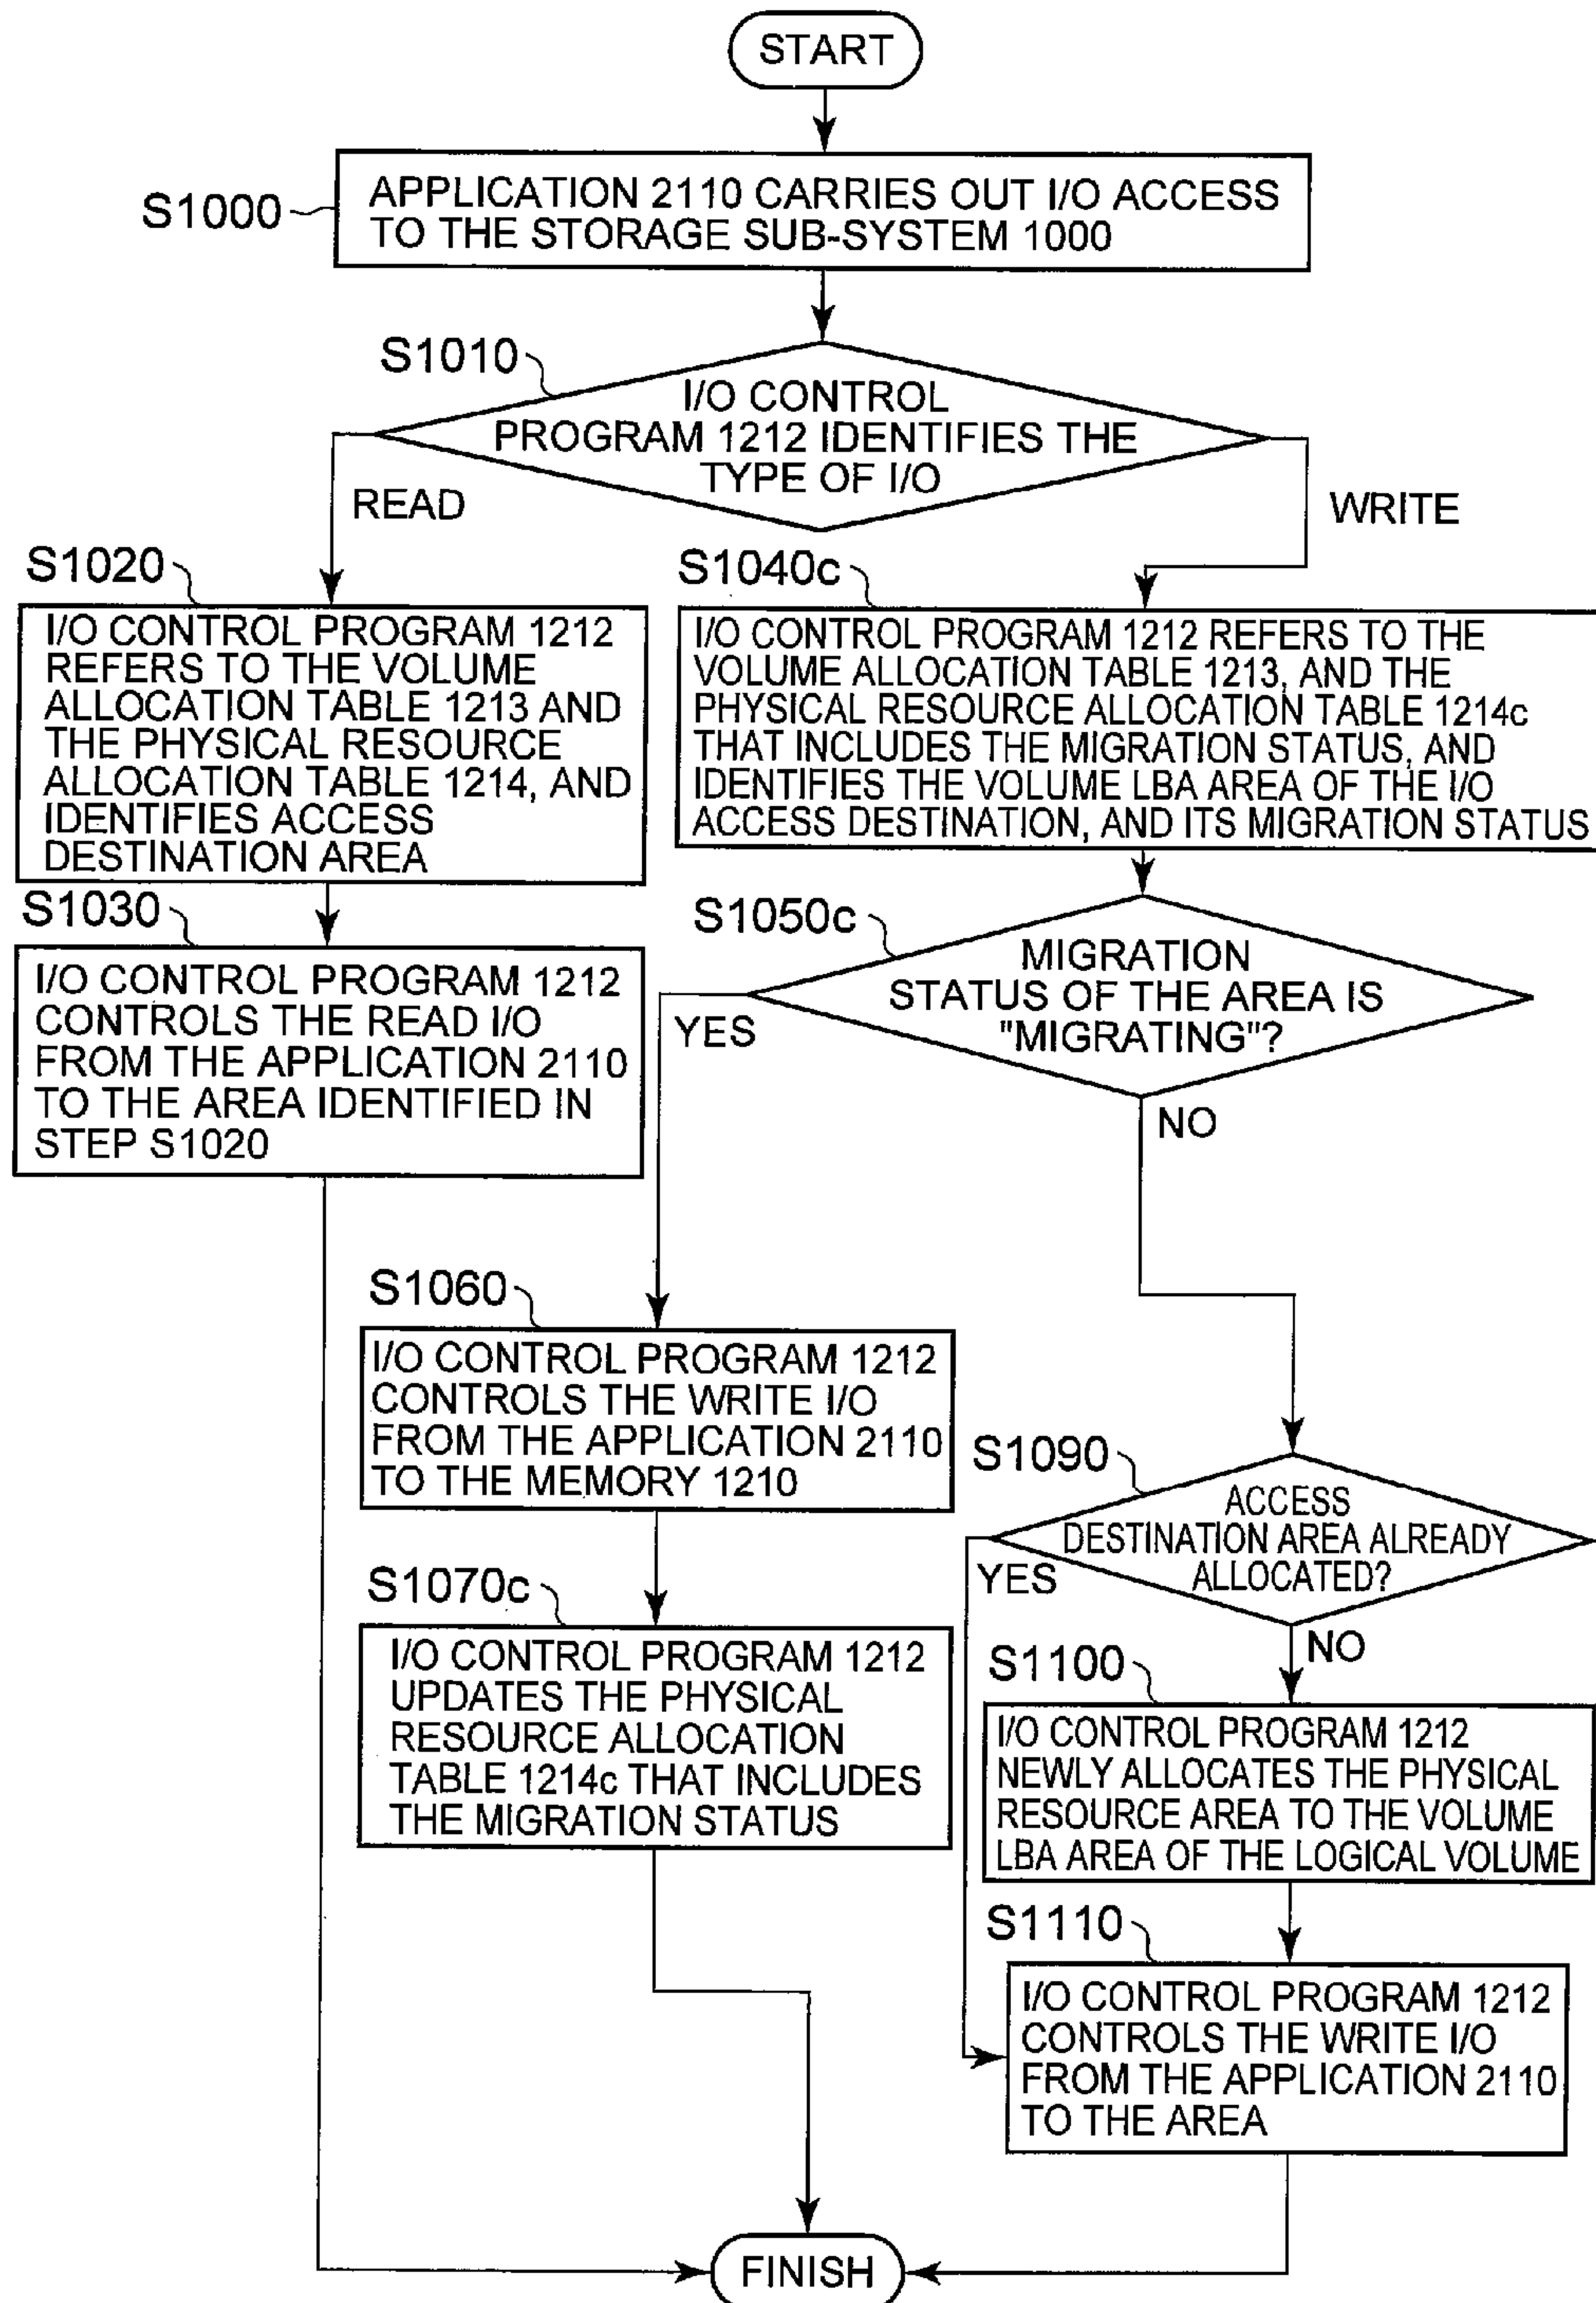 START
S1000
APPLICATION 2110 CARRIES OUT I/O ACCESS
TO THE STORAGE SUB-SYSTEM 1000
S1010
I/O CONTROL
PROGRAM 1212 IDENTIFIES THE
TYPE OF I/O
READ
WRITE
S1020
I/O CONTROL PROGRAM 1212
REFERS TO THE VOLUME
ALLOCATION TABLE 1213 AND
THE PHYSICAL RESOURCE
ALLOCATION TABLE 1214, AND
IDENTIFIES ACCESS
DESTINATION AREA
S1040c
I/O CONTROL PROGRAM 1212 REFERS TO THE
VOLUME ALLOCATION TABLE 1213, AND THE
PHYSICAL RESOURCE ALLOCATION TABLE 1214c
THAT INCLUDES THE MIGRATION STATUS, AND
IDENTIFIES THE VOLUME LBA AREA OF THE I/O
ACCESS DESTINATION, AND ITS MIGRATION STATUS
S1030
I/O CONTROL PROGRAM 1212
CONTROLS THE READ I/O
FROM THE APPLICATION 2110
TO THE AREA IDENTIFIED IN
STEP S1020
S1050c
MIGRATION
STATUS OF THE AREA IS
"MIGRATING"?
YES
NO
S1060
I/O CONTROL PROGRAM 1212
CONTROLS THE WRITE I/O
FROM THE APPLICATION 2110
TO THE MEMORY 1210
S1090
ACCESS
DESTINATION AREA ALREADY
ALLOCATED?
YES
NO
S1070c
I/O CONTROL PROGRAM 1212
UPDATES THE PHYSICAL
RESOURCE ALLOCATION
TABLE 1214c THAT INCLUDES
THE MIGRATION STATUS
S1100
I/O CONTROL PROGRAM 1212
NEWLY ALLOCATES THE PHYSICAL
RESOURCE AREA TO THE VOLUME
LBA AREA OF THE LOGICAL VOLUME
S1110
I/O CONTROL PROGRAM 1212
CONTROLS THE WRITE I/O
FROM THE APPLICATION 2110
TO THE AREA
FINISH